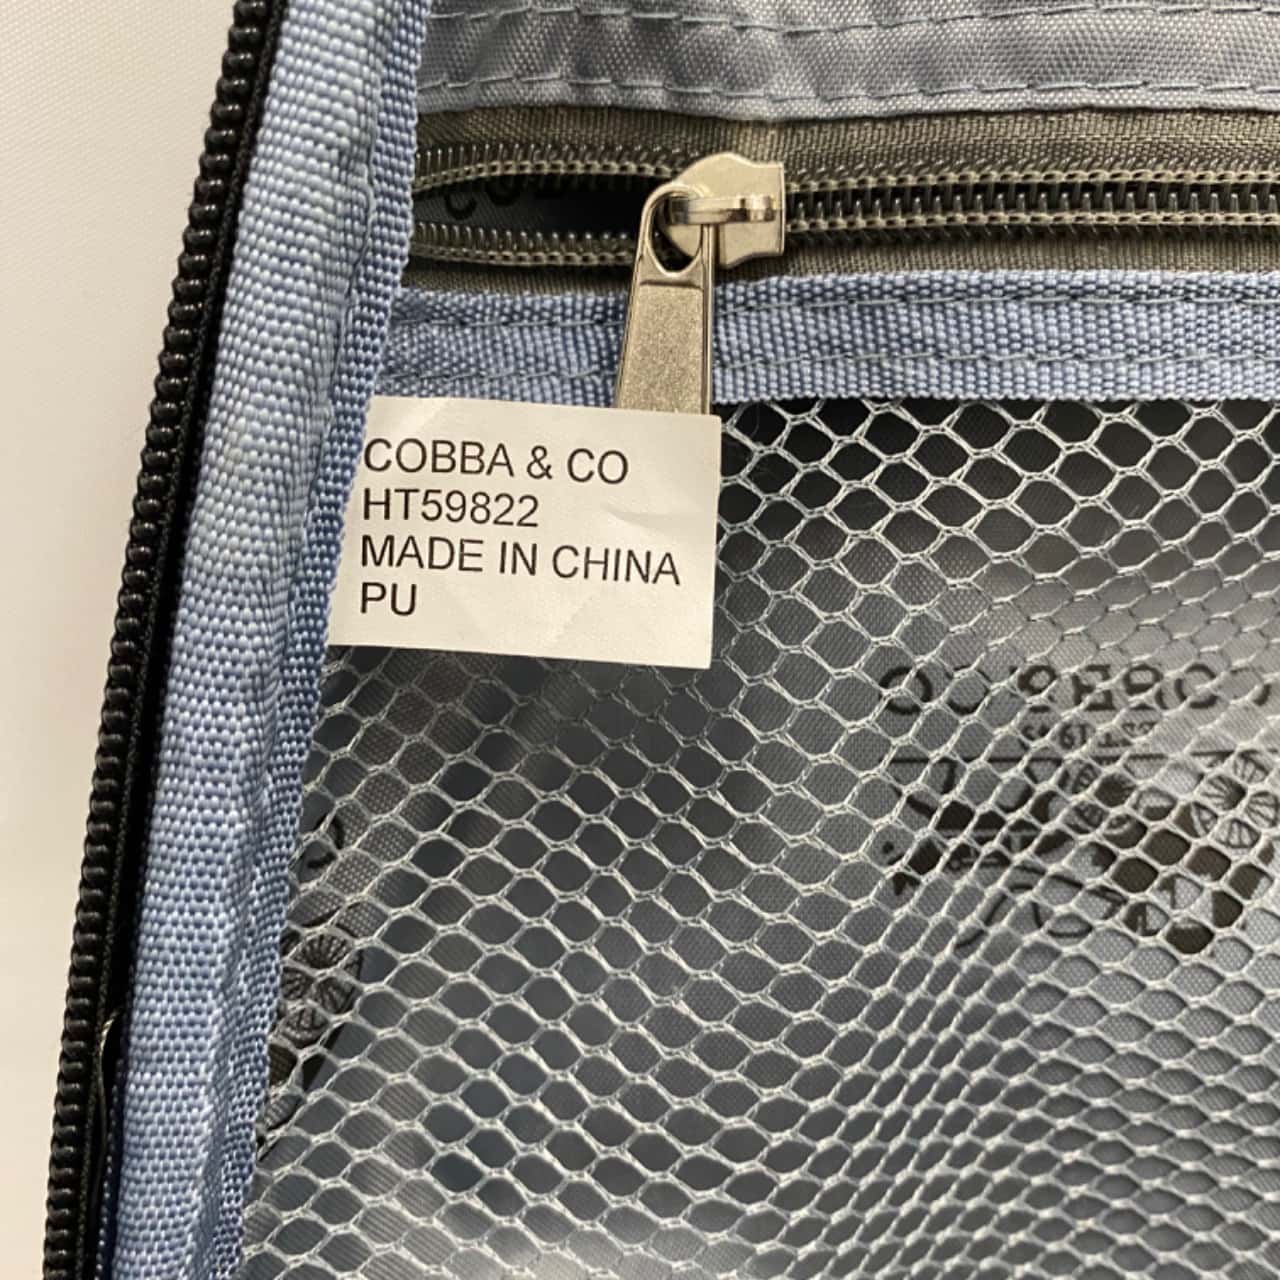 COBBA & CO
HT59822
MADE IN CHINA
PU